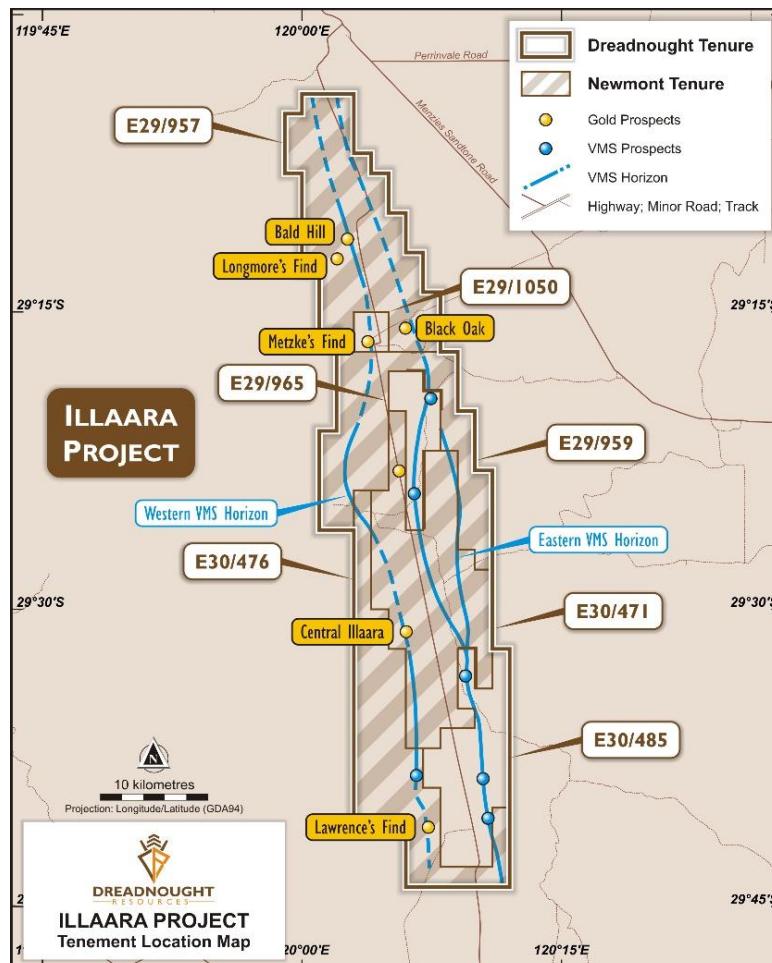 119°45'E
120°00'E
Perrinvale Road
Menzies Sandtone Road
Dreadnought Tenure
Newmont Tenure
Gold Prospects
VMS Prospects
VMS Horizon
Highway; Minor Road; Track
E29/957
Bald Hill
Longmore's Find
E29/1050
29°15'S
29°15'S
Black Oak
Metzke's Find
E29/965
ILLAARA
PROJECT
E29/959
Western VMS Horizon
Eastern VMS Horizon
E30/476
29°30'S
29°30'S
E30/471
Central Illaara
E30/485
N
10 kilometres
Projection: Longitude/Latitude (GDA94)
Lawrence's Find
DREADNOUGHT
RESOURCES
ILLAARA PROJECT
Tenement Location Map
29°45'S
120°00'E
120°15'E